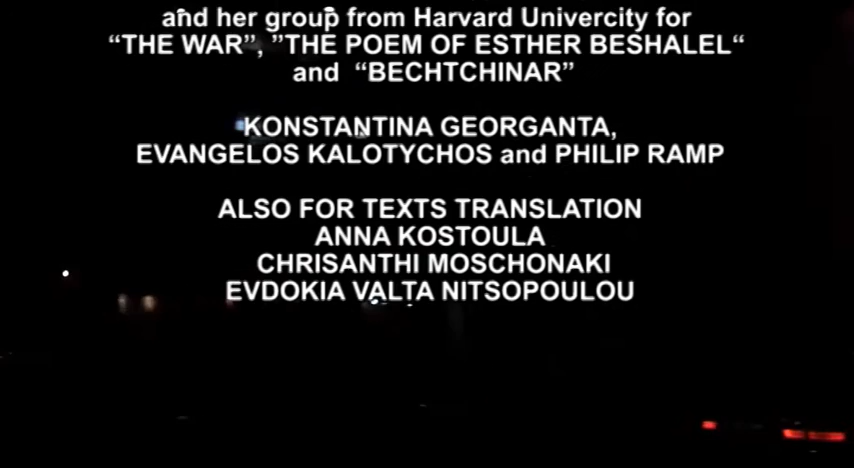 and her group from Harvard Univercity for
“THE WAR”, ”THE POEM OF ESTHER BESHALEL“
and “BECHTCHINAR”
KONSTANTINA GEORGANTA,
EVANGELOS KALOTYCHOS and PHILIP RAMP
ALSO FOR TEXTS TRANSLATION
ANNA KOSTOULA
CHRISANTHI MOSCHONAKI
EVDOKIA VALTA NITSOPOULOU